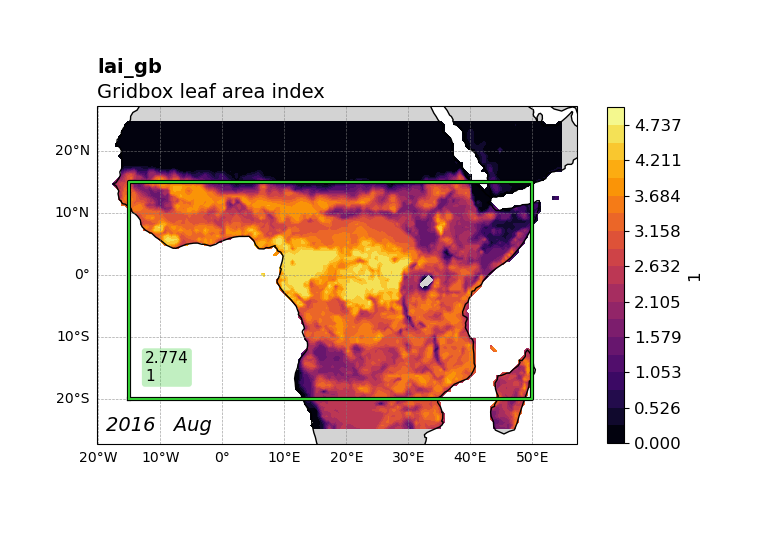 lai_gb
Gridbox leaf area index
20°N
10°N
0°
10°S
20°S
2.774
1
2016 Aug
20°W
10°W
0°
10°E
20°E
30°E
40°E
50°E
4.737
4.211
3.684
3.158
2.632
2.105
1.579
1.053
0.526
0.000
1